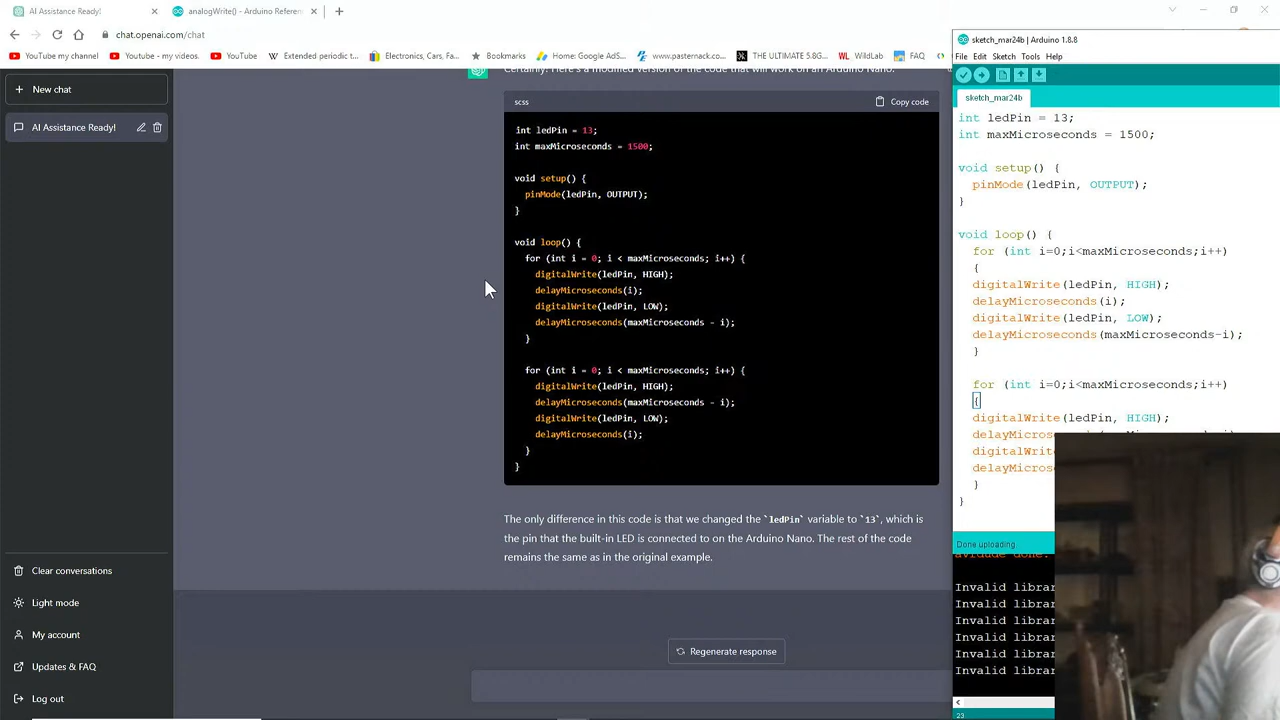 AI Assistance Ready!
analogWrite() - Arduino Referen
chat.openai.com/chat
YouTube my channel
Youtube - my videos.
YouTube
Extended periodic t
Electronics, Cars, Fa
Bookmarks
Home: Google AdS
www.pasternack.co
THE ULTIMATE 5.8G
WL WildLab
FAQ
New chat
AI Assistance Ready!
Clear conversations
Light mode
My account
Updates & FAQ
Log out
Certainly! Here's a modified version of the code that will work on an Arduino Nano.
scss
Copy code
int ledPin = 13;
int maxMicroseconds = 1500;
void setup() {
pinMode(ledPin, OUTPUT);
}
void loop() {
for (int i = 0; i < maxMicroseconds; i++) {
digitalWrite(ledPin, HIGH);
delayMicroseconds(i);
digitalWrite(ledPin, LOW);
delayMicroseconds(maxMicroseconds - i);
}
for (int i = 0; i < maxMicroseconds; i++) {
digitalWrite(ledPin, HIGH);
delayMicroseconds(maxMicroseconds - i);
digitalWrite(ledPin, LOW);
delayMicroseconds(i);
}
}
The only difference in this code is that we changed the `ledPin` variable to `13`, which is
the pin that the built-in LED is connected to on the Arduino Nano. The rest of the code
remains the same as in the original example.
Regenerate response
sketch_mar24b | Arduino 1.8.8
File Edit Sketch Tools Help
sketch_mar24b
int ledPin = 13;
int maxMicroseconds = 1500;
void setup() {
pinMode(ledPin, OUTPUT);
}
void loop() {
for (int i=0;i<maxMicroseconds;i++)
{
digitalWrite(ledPin, HIGH);
delayMicroseconds(i);
digitalWrite(ledPin, LOW);
delayMicroseconds(maxMicroseconds-i);
}
for (int i=0;i<maxMicroseconds;i++)
{
digitalWrite(ledPin, HIGH);
delayMicros
digitalWrit
delayMicros
}
}
Done uploading
avrdude done.
Invalid librar
Invalid librar
Invalid librar
Invalid librar
Invalid librar
Invalid librar
23